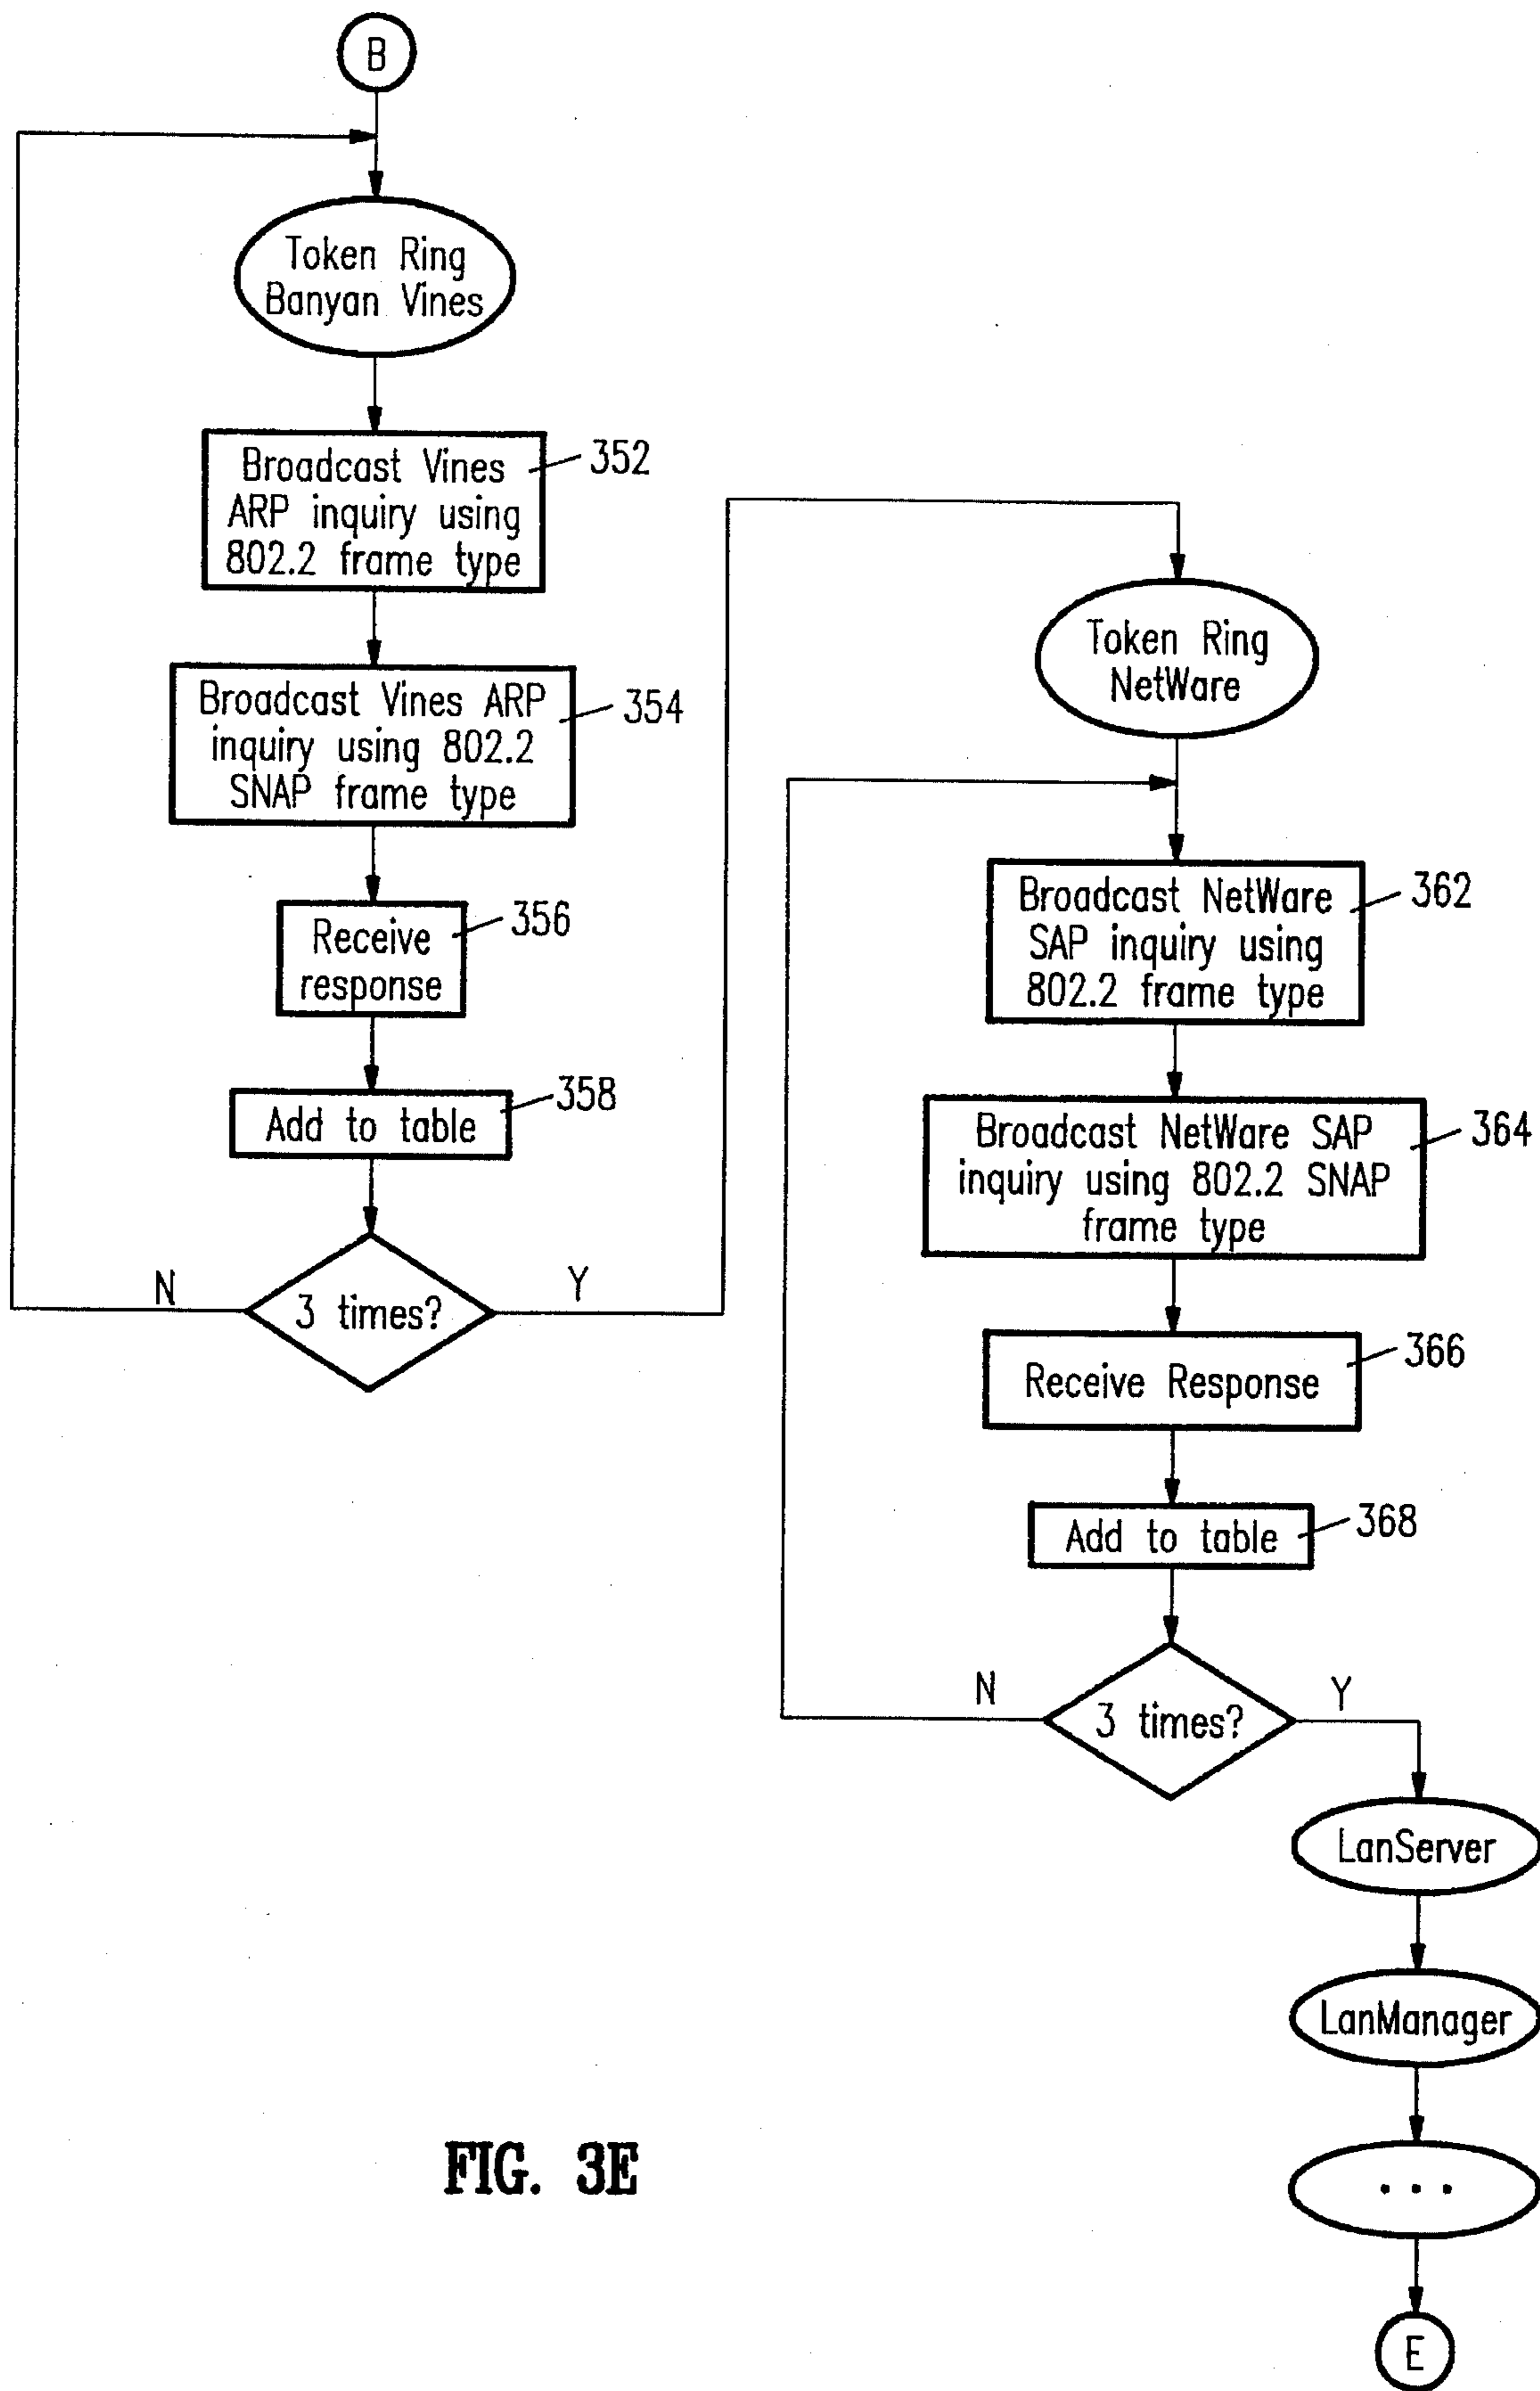 B
Token Ring
Banyan Vines
Broadcast Vines
ARP inquiry using
802.2 frame type
352
Broadcast Vines ARP
inquiry using 802.2
SNAP frame type
354
Receive
response
356
Add to table
358
3 times?
N
Y
Token Ring
NetWare
Broadcast NetWare
SAP inquiry using
802.2 frame type
362
Broadcast NetWare SAP
inquiry using 802.2 SNAP
frame type
364
Receive Response
366
Add to table
368
3 times?
N
Y
LanServer
LanManager
...
E
FIG. 3E